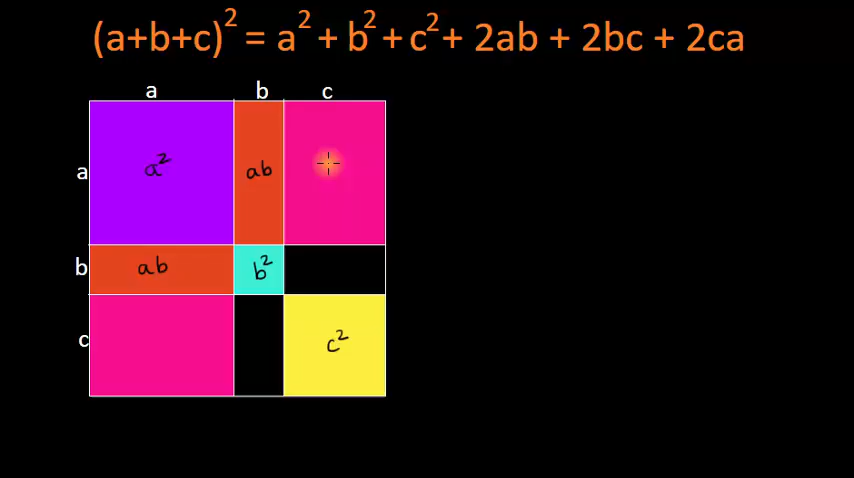 (a+b+c)² = a² + b² + c² + 2ab + 2bc + 2ca
a b c
a a² ab
b ab b²
c c²